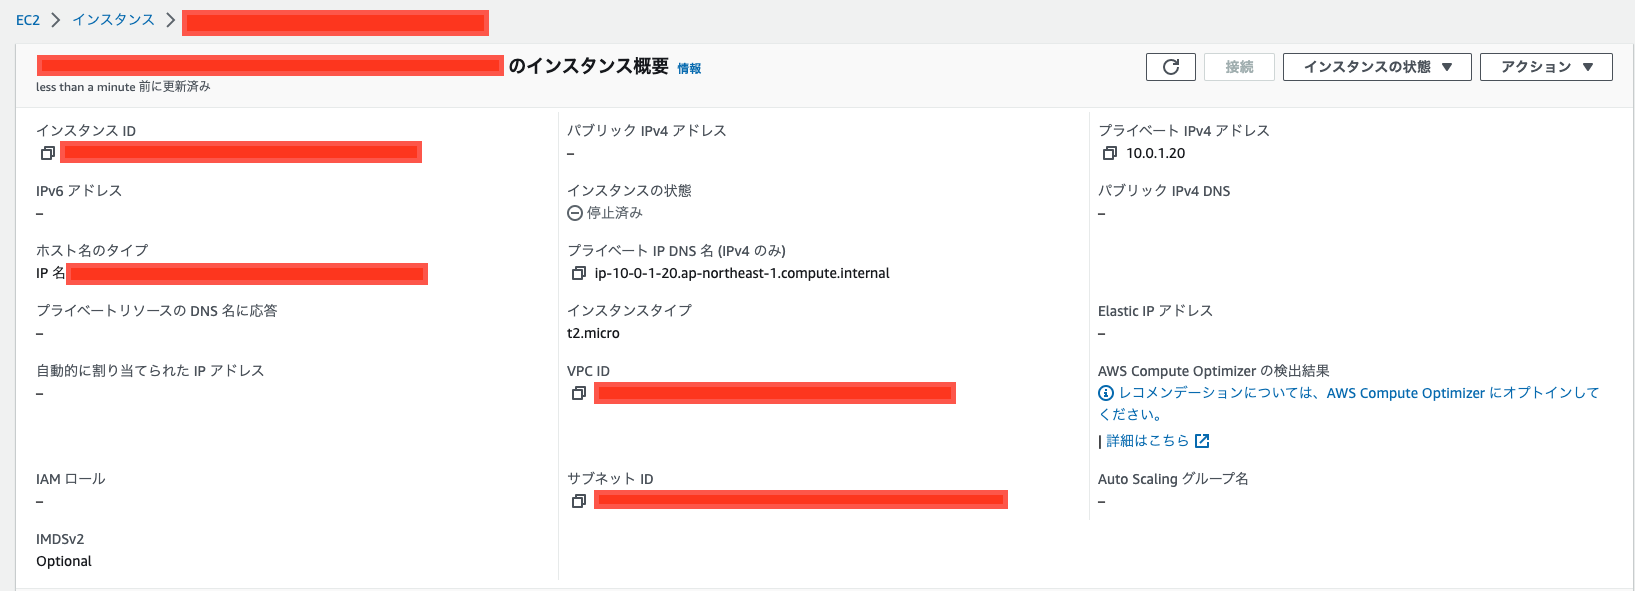 EC2 > インスタンス >
のインスタンス概要 情報
less than a minute 前に更新済み
接続
インスタンスの状態 ▼
アクション ▼
インスタンス ID
パブリック IPv4 アドレス
–
プライベート IPv4 アドレス
10.0.1.20
IPv6 アドレス
–
インスタンスの状態
停止済み
パブリック IPv4 DNS
–
ホスト名のタイプ
IP 名
プライベート IP DNS 名 (IPv4 のみ)
ip-10-0-1-20.ap-northeast-1.compute.internal
プライベートリソースの DNS 名に応答
–
インスタンスタイプ
t2.micro
Elastic IP アドレス
–
自動的に割り当てられた IP アドレス
–
VPC ID
AWS Compute Optimizer の検出結果
レコメンデーションについては、AWS Compute Optimizer にオプトインして
ください。
| 詳細はこちら
IAM ロール
–
サブネット ID
Auto Scaling グループ名
–
IMDSv2
Optional